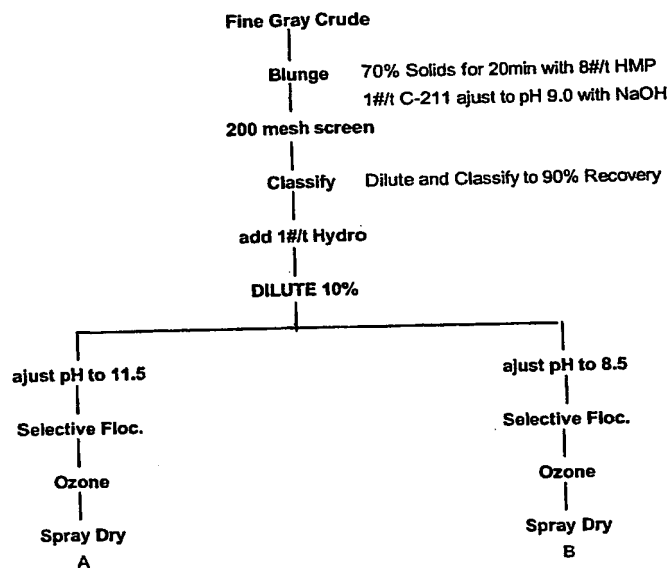 Fine Gray Crude
Blunge
70% Solids for 20min with 8#/t HMP
1#/t C-211 ajust to pH 9.0 with NaOH
200 mesh screen
Classify
Dilute and Classify to 90% Recovery
add 1#/t Hydro
DILUTE 10%
ajust pH to 11.5
Selective Floc.
Ozone
Spray Dry
A
ajust pH to 8.5
Selective Floc.
Ozone
Spray Dry
B